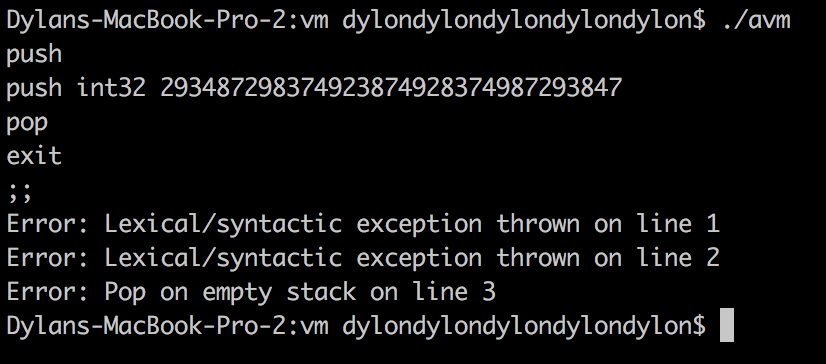 Dylans-MacBook-Pro-2:vm dylondylondylondylondylon$ ./avm
push
push int32 29348729837492387492837498729​3847
pop
exit
;;
Error: Lexical/syntactic exception thrown on line 1
Error: Lexical/syntactic exception thrown on line 2
Error: Pop on empty stack on line 3
Dylans-MacBook-Pro-2:vm dylondylondylondylondylon$